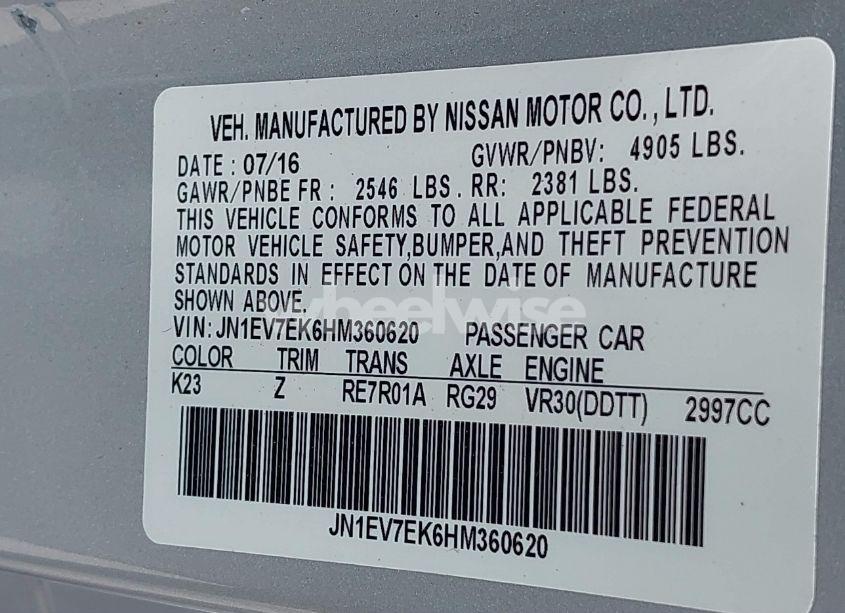 VEH. MANUFACTURED BY NISSAN MOTOR CO., LTD.
DATE : 07/16 GVWR/PNBV: 4905 LBS.
GAWR/PNBE FR : 2546 LBS. RR: 2381 LBS.
THIS VEHICLE CONFORMS TO ALL APPLICABLE FEDERAL
MOTOR VEHICLE SAFETY,BUMPER,AND THEFT PREVENTION
STANDARDS IN EFFECT ON THE DATE OF MANUFACTURE
SHOWN ABOVE.
wheelwise
VIN: JN1EV7EK6HM360620 PASSENGER CAR
COLOR TRIM TRANS AXLE ENGINE
K23 Z RE7R01A RG29 VR30(DDTT) 2997CC
JN1EV7EK6HM360620